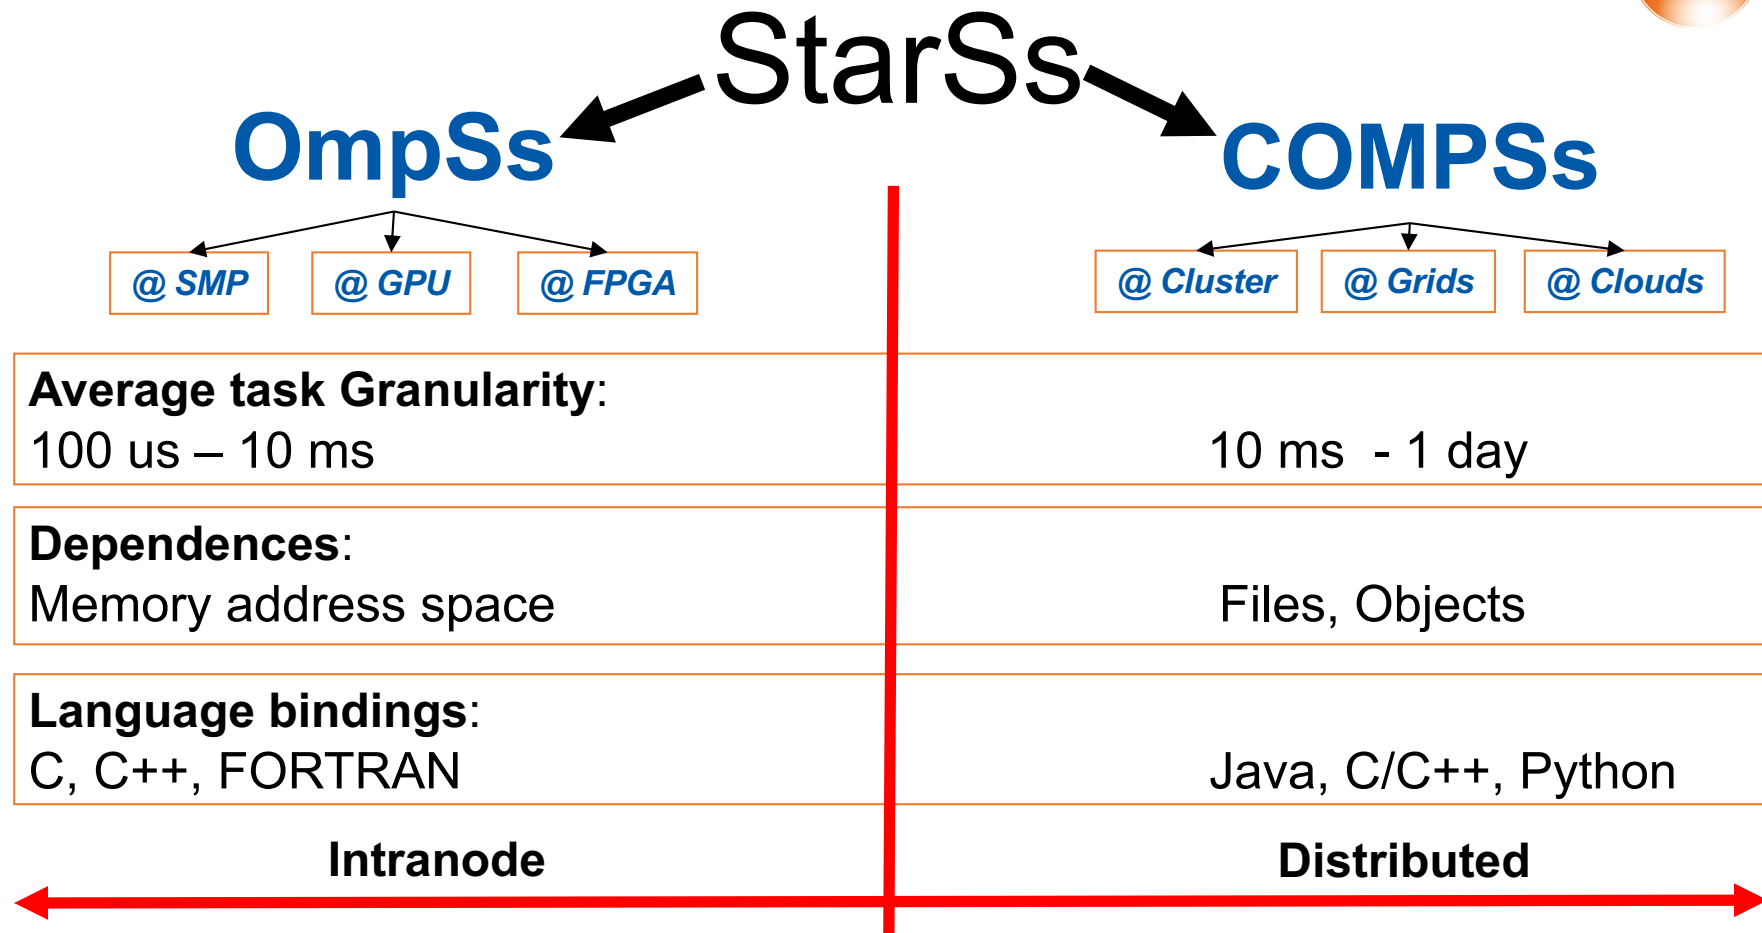 StarSs
OmpSs
COMPSs
@ SMP
@ GPU
@ FPGA
@ Cluster
@ Grids
@ Clouds
Average task Granularity:
100 us – 10 ms
10 ms - 1 day
Dependences:
Memory address space
Files, Objects
Language bindings:
C, C++, FORTRAN
Java, C/C++, Python
Intranode
Distributed